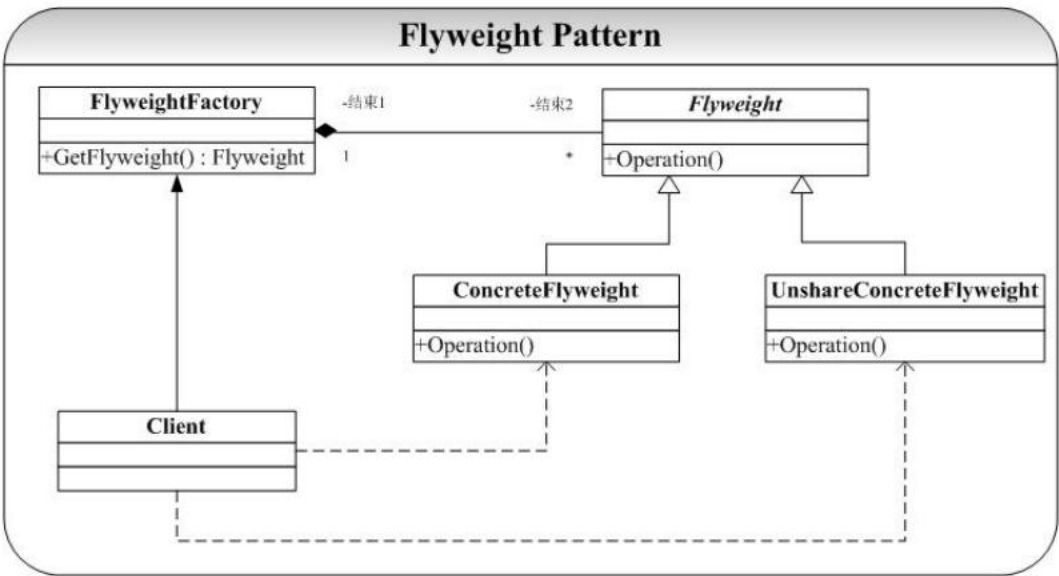 Flyweight Pattern
FlyweightFactory
+GetFlyweight() : Flyweight
-结束1
-结束2
1
*
Flyweight
+Operation()
ConcreteFlyweight
+Operation()
UnshareConcreteFlyweight
+Operation()
Client